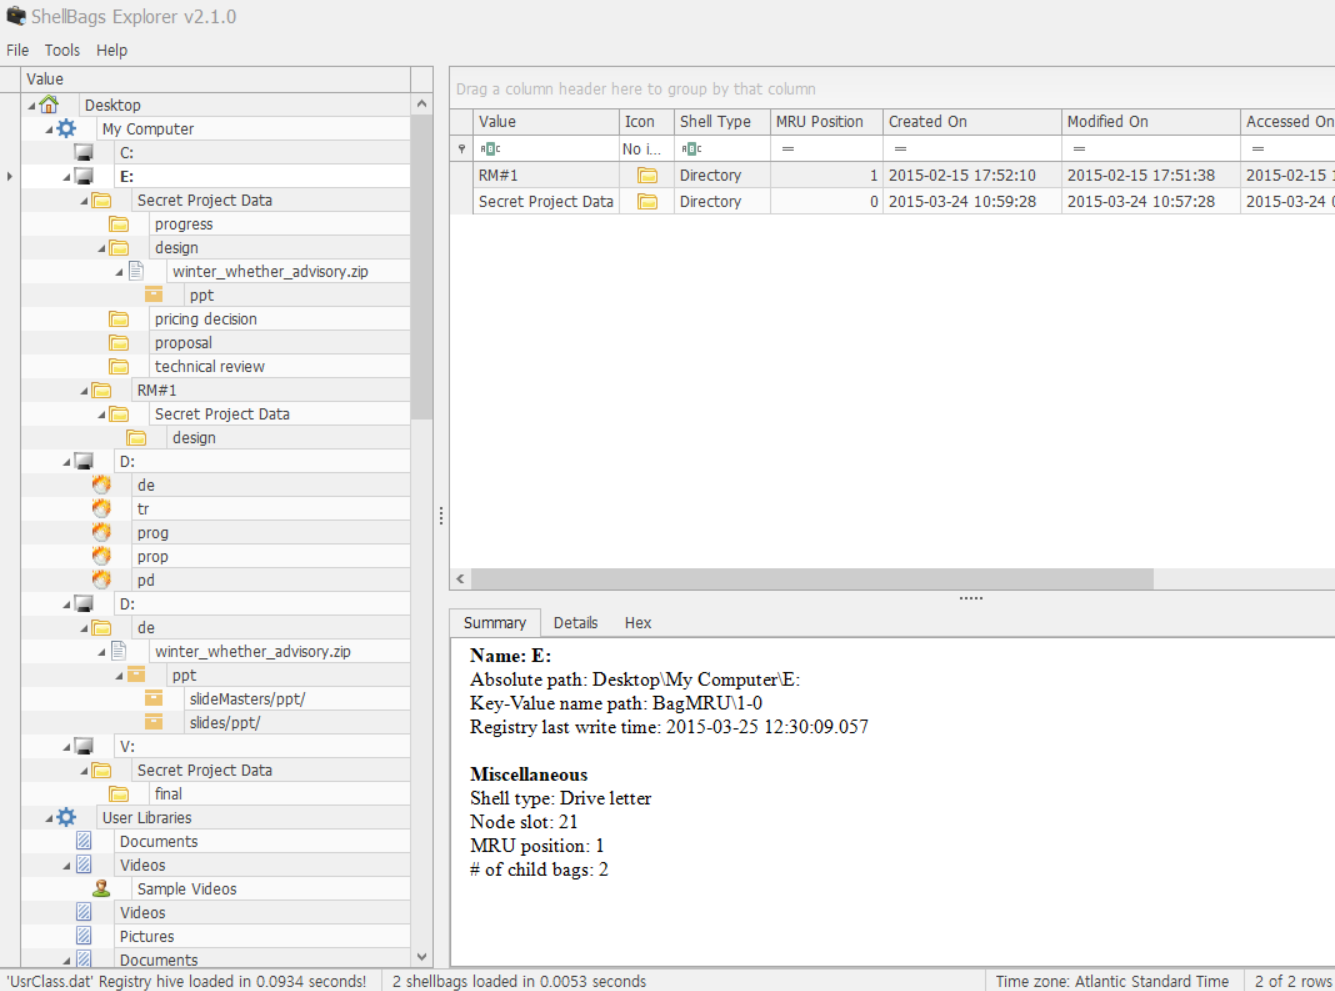 ShellBags Explorer v2.1.0
File Tools Help
Value
Desktop
My Computer
C:
E:
Secret Project Data
progress
design
winter_whether_advisory.zip
ppt
pricing decision
proposal
technical review
RM#1
Secret Project Data
design
D:
de
tr
prog
prop
pd
D:
de
winter_whether_advisory.zip
ppt
slideMasters/ppt/
slides/ppt/
V:
Secret Project Data
final
User Libraries
Documents
Videos
Sample Videos
Videos
Pictures
Documents
Drag a column header here to group by that column
Value Icon Shell Type MRU Position Created On Modified On Accessed On
ABC No i... ABC = = = =
RM#1 Directory 1 2015-02-15 17:52:10 2015-02-15 17:51:38 2015-02-15 1
Secret Project Data Directory 0 2015-03-24 10:59:28 2015-03-24 10:57:28 2015-03-24 0
Summary Details Hex
Name: E:
Absolute path: Desktop\My Computer\E:
Key-Value name path: BagMRU\1-0
Registry last write time: 2015-03-25 12:30:09.057
Miscellaneous
Shell type: Drive letter
Node slot: 21
MRU position: 1
# of child bags: 2
'UsrClass.dat' Registry hive loaded in 0.0934 seconds! 2 shellbags loaded in 0.0053 seconds Time zone: Atlantic Standard Time 2 of 2 rows